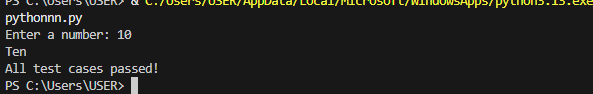 PS C:\Users\USER> & C:/Users/USER/AppData/Local/Microsoft/WindowsApps/python3.13.exe
pythonnn.py
Enter a number: 10
Ten
All test cases passed!
PS C:\Users\USER>